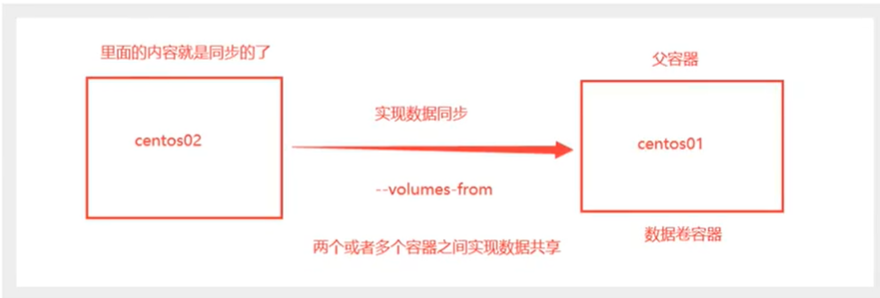 里面的内容就是同步的了
父容器
实现数据同步
centos02
centos01
--volumes-from
数据卷容器
两个或者多个容器之间实现数据共享